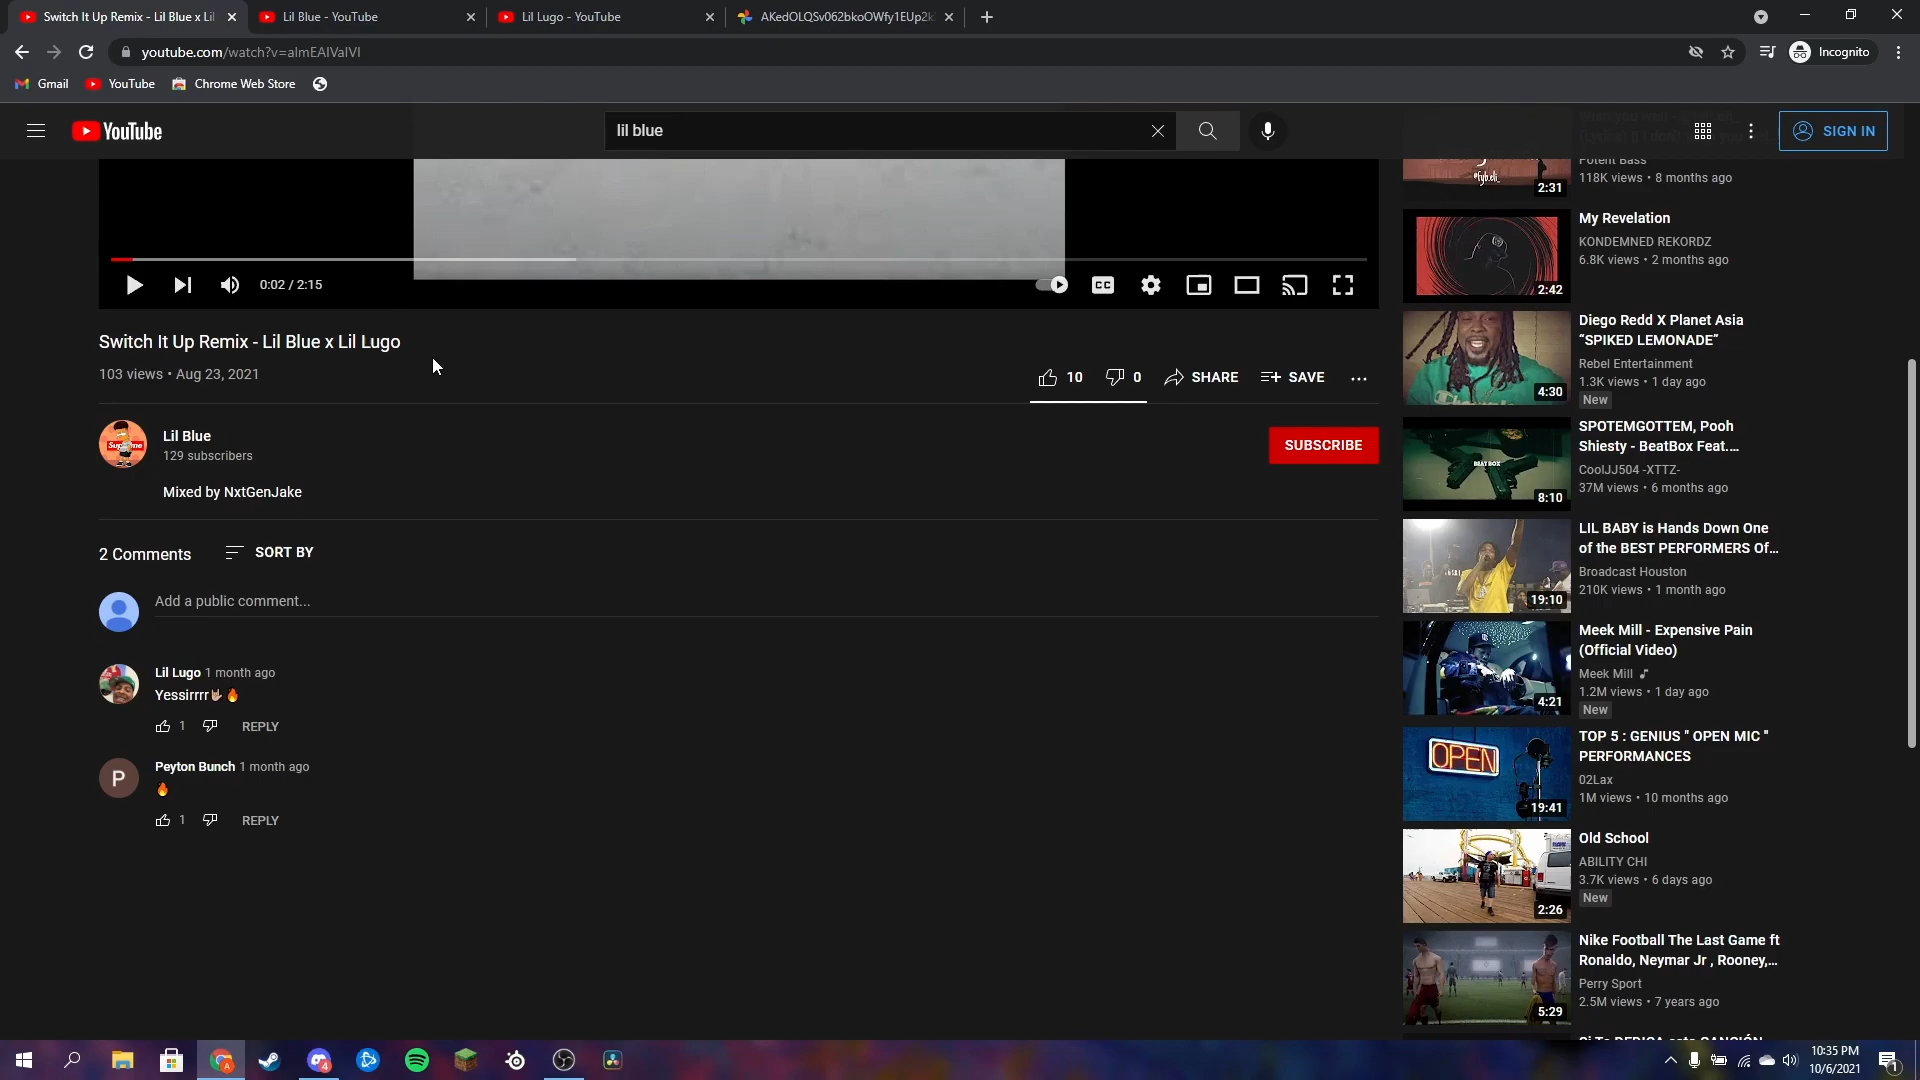 Switch It Up Remix - Lil Blue x Lil
Lil Blue - YouTube
Lil Lugo - YouTube
AKedOLQSv062bkoOWfy1EUp2k
youtube.com/watch?v=almEAIValVI
Incognito
Gmail
YouTube
Chrome Web Store
YouTube
lil blue
SIGN IN
0:02 / 2:15
CC
Switch It Up Remix - Lil Blue x Lil Lugo
103 views • Aug 23, 2021
10
0
SHARE
SAVE
Lil Blue
129 subscribers
SUBSCRIBE
Mixed by NxtGenJake
2 Comments
SORT BY
Add a public comment...
Lil Lugo 1 month ago
Yessirrrr🤟🏽🔥
1
REPLY
P
Peyton Bunch 1 month ago
🔥
1
REPLY
Potent Bass
118K views • 8 months ago
2:31
My Revelation
KONDEMNED REKORDZ
6.8K views • 2 months ago
2:42
Diego Redd X Planet Asia
“SPIKED LEMONADE”
Rebel Entertainment
1.3K views • 1 day ago
New
4:30
SPOTEMGOTTEM, Pooh
Shiesty - BeatBox Feat....
CoolJJ504 -XTTZ-
37M views • 6 months ago
BEAT BOX
8:10
LIL BABY is Hands Down One
of the BEST PERFORMERS Of...
Broadcast Houston
210K views • 1 month ago
19:10
Meek Mill - Expensive Pain
(Official Video)
Meek Mill
1.2M views • 1 day ago
New
4:21
TOP 5 : GENIUS " OPEN MIC "
PERFORMANCES
02Lax
1M views • 10 months ago
OPEN
19:41
Old School
ABILITY CHI
3.7K views • 6 days ago
New
2:26
Nike Football The Last Game ft
Ronaldo, Neymar Jr , Rooney,...
Perry Sport
2.5M views • 7 years ago
5:29
10:35 PM
10/6/2021